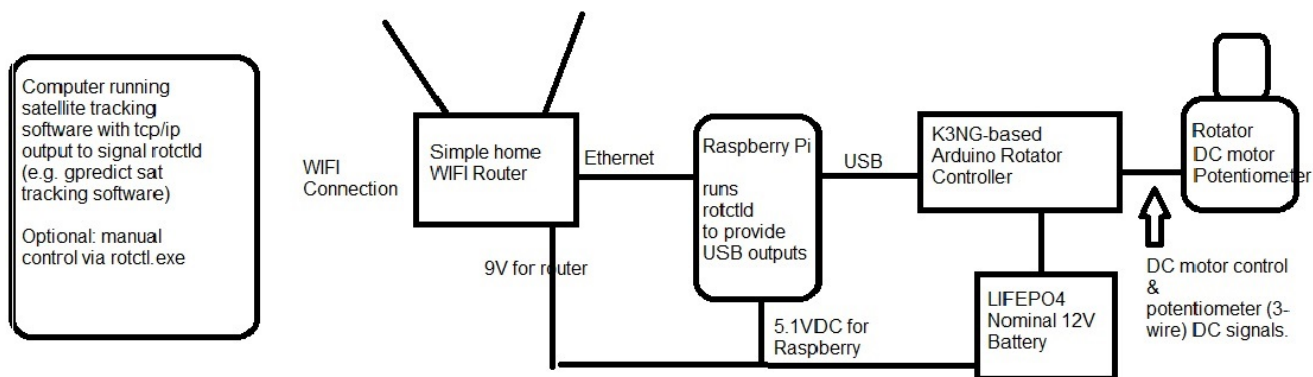 Computer running
satellite tracking
software with tcp/ip
output to signal rotctld
(e.g. gpredict sat
tracking software)
Optional: manual
control via rotctl.exe
WIFI
Connection
Simple home
WIFI Router
Ethernet
9V for router
Raspberry Pi
runs
rotctld
to provide
USB outputs
5.1VDC for
Raspberry
USB
K3NG-based
Arduino Rotator
Controller
LIFEPO4
Nominal 12V
Battery
Rotator
DC motor
Potentiometer
DC motor control
&
potentiometer (3-
wire) DC signals.